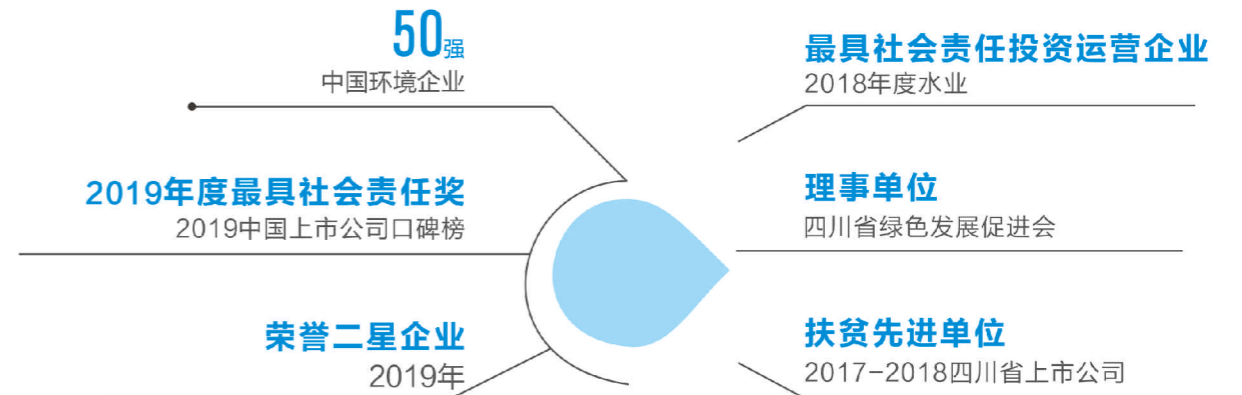 50强
中国环境企业
2019年度最具社会责任奖
2019中国上市公司口碑榜
荣誉二星企业
2019年
最具社会责任投资运营企业
2018年度水业
理事单位
四川省绿色发展促进会
扶贫先进单位
2017-2018四川省上市公司